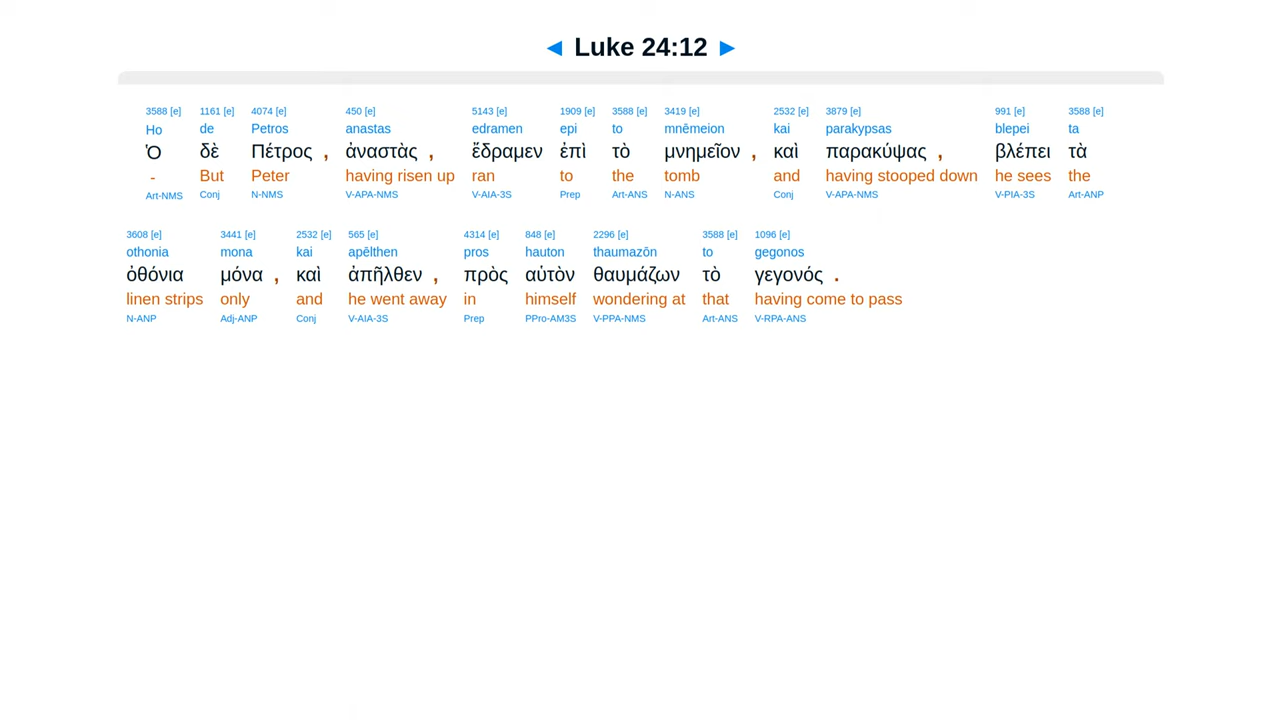 ◄ Luke 24:12 ►
3588 [e] 1161 [e] 4074 [e] 450 [e] 5143 [e] 1909 [e] 3588 [e] 3419 [e] 2532 [e] 3879 [e] 991 [e] 3588 [e]
Ho de Petros anastas edramen epi to mnēmeion kai parakypsas blepei ta
Ὁ δὲ Πέτρος , ἀναστὰς , ἔδραμεν ἐπὶ τὸ μνημεῖον , καὶ παρακύψας , βλέπει τὰ
- But Peter having risen up ran to the tomb and having stooped down he sees the
Art-NMS Conj N-NMS V-APA-NMS V-AIA-3S Prep Art-ANS N-ANS Conj V-APA-NMS V-PIA-3S Art-ANP
3608 [e] 3441 [e] 2532 [e] 565 [e] 4314 [e] 848 [e] 2296 [e] 3588 [e] 1096 [e]
othonia mona kai apēlthen pros hauton thaumazōn to gegonos
ὀθόνια μόνα , καὶ ἀπῆλθεν , πρὸς αὑτὸν θαυμάζων τὸ γεγονός .
linen strips only and he went away in himself wondering at that having come to pass
N-ANP Adj-ANP Conj V-AIA-3S Prep PPro-AM3S V-PPA-NMS Art-ANS V-RPA-ANS